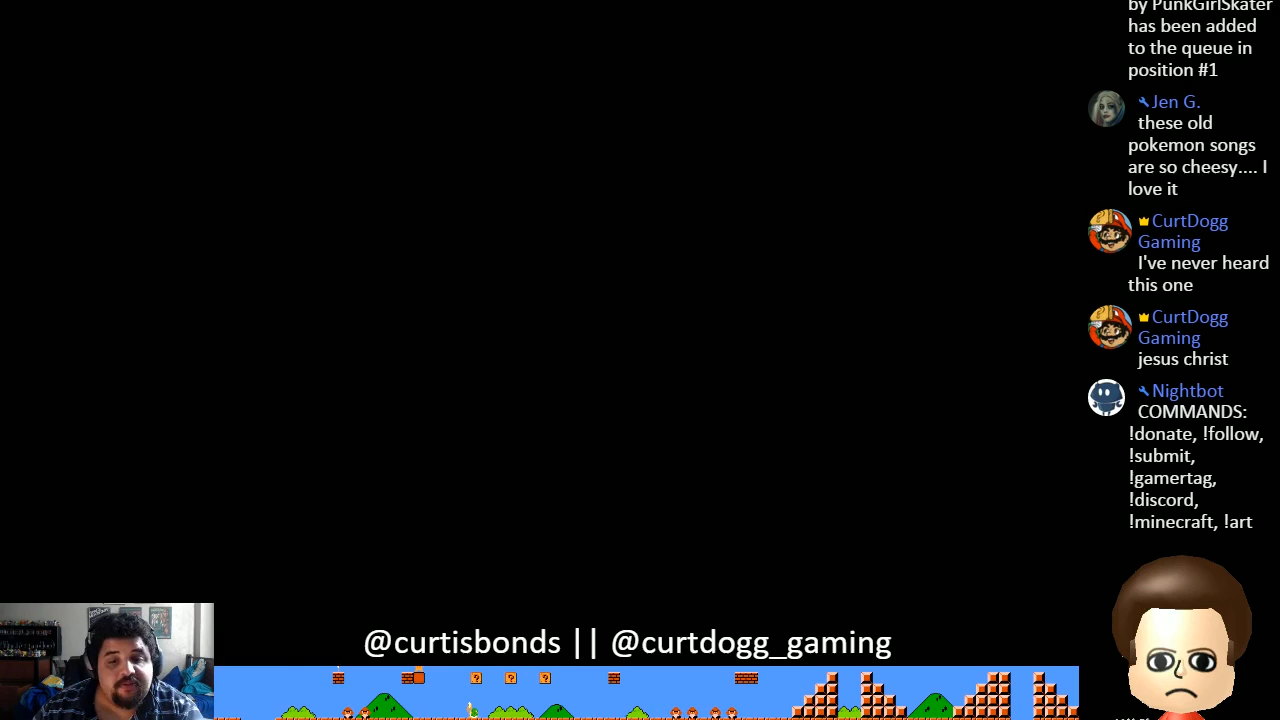 by PunkGirlSkater
has been added
to the queue in
position #1
Jen G.
these old
pokemon songs
are so cheesy.... I
love it
CurtDogg
Gaming
I've never heard
this one
CurtDogg
Gaming
jesus christ
Nightbot
COMMANDS:
!donate, !follow,
!submit,
!gamertag,
!discord,
!minecraft, !art
@curtisbonds || @curtdogg_gaming